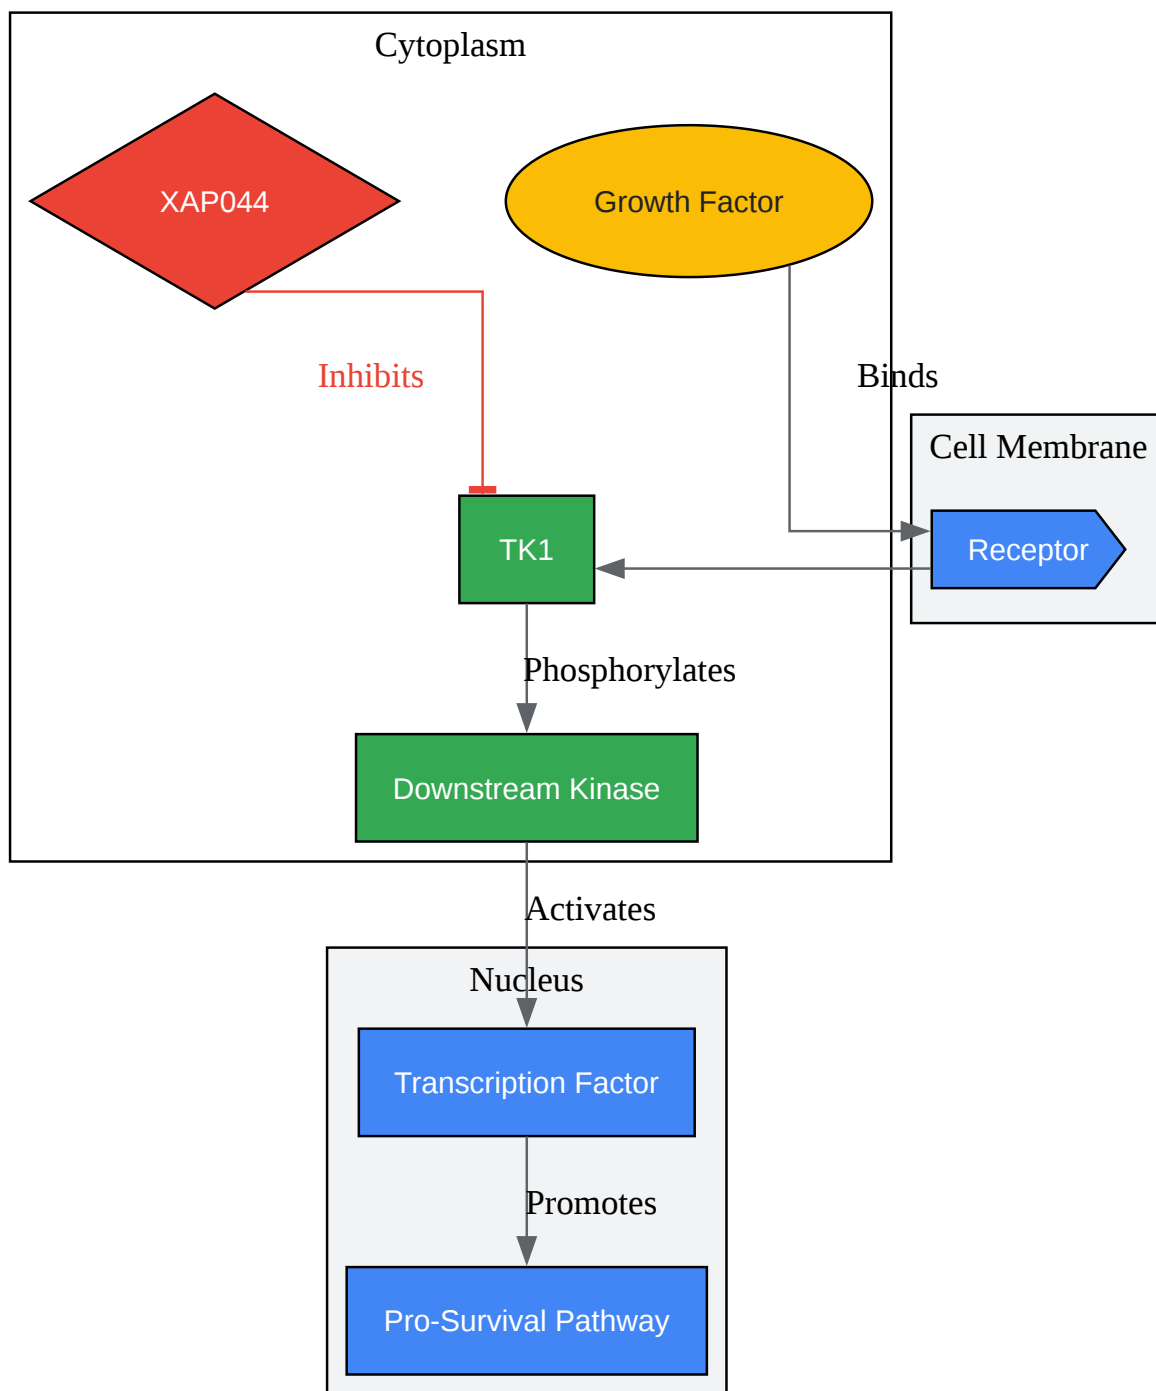 Cytoplasm
XAP044
Growth Factor
Inhibits
Binds
Cell Membrane
TK1
Receptor
Phosphorylates
Downstream Kinase
Activates
Nucleus
Transcription Factor
Promotes
Pro-Survival Pathway